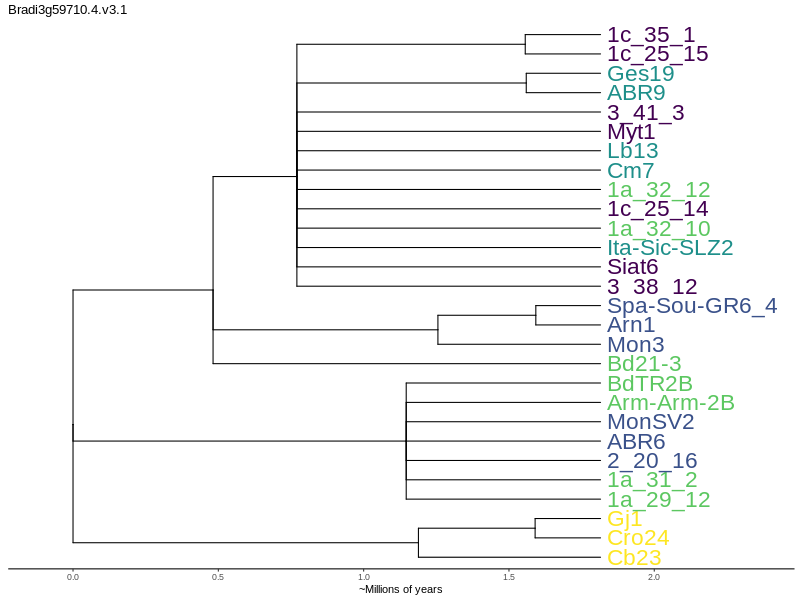 Bradi3g59710.4.v3.1
1c_35_1
1c_25_15
Ges19
ABR9
3_41_3
Myt1
Lb13
Cm7
1a_32_12
1c_25_14
1a_32_10
Ita-Sic-SLZ2
Siat6
3_38_12
Spa-Sou-GR6_4
Arn1
Mon3
Bd21-3
BdTR2B
Arm-Arm-2B
MonSV2
ABR6
2_20_16
1a_31_2
1a_29_12
Gj1
Cro24
Cb23
0.0 0.5 1.0 1.5 2.0
~Millions of years